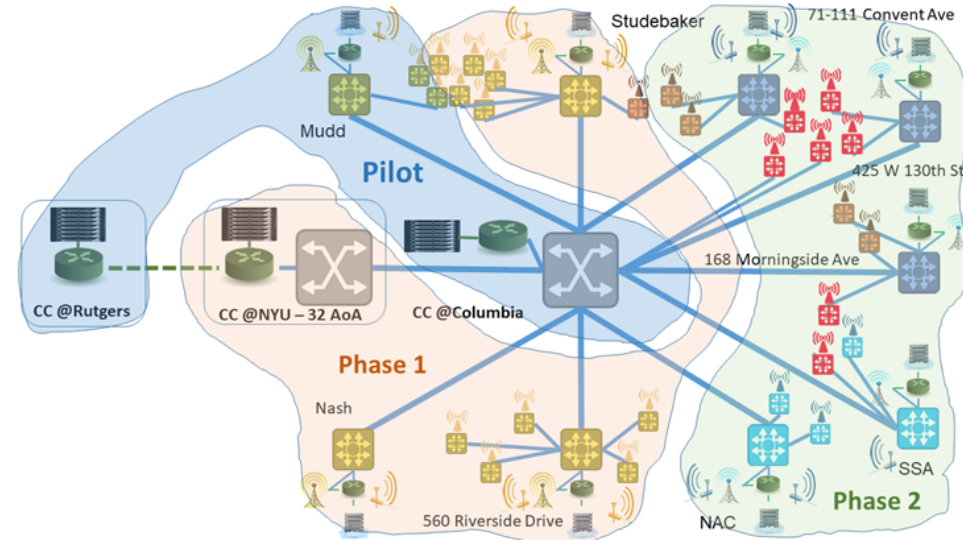 Studebaker
71-111 Convent Ave
Mudd
Pilot
425 W 130th St
168 Morningside Ave
CC @Rutgers
CC @NYU – 32 AoA
CC @Columbia
Phase 1
Nash
560 Riverside Drive
NAC
SSA
Phase 2